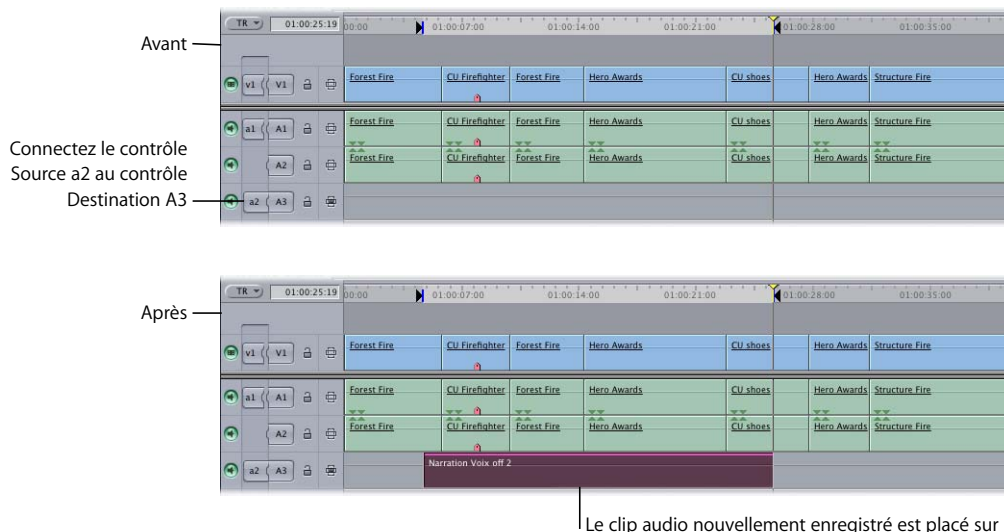 TR 01:00:25:19 00:00 01:00:07:00 01:00:14:00 01:00:21:00 01:00:28:00 01:00:35:00
Avant
v1 V1 Forest Fire CU Firefighter Forest Fire Hero Awards CU shoes Hero Awards Structure Fire
a1 A1 Forest Fire CU Firefighter Forest Fire Hero Awards CU shoes Hero Awards Structure Fire
Connectez le contrôle
Source a2 au contrôle
Destination A3
A2 Forest Fire CU Firefighter Forest Fire Hero Awards CU shoes Hero Awards Structure Fire
a2 A3
TR 01:00:25:19 00:00 01:00:07:00 01:00:14:00 01:00:21:00 01:00:28:00 01:00:35:00
Après
v1 V1 Forest Fire CU Firefighter Forest Fire Hero Awards CU shoes Hero Awards Structure Fire
a1 A1 Forest Fire CU Firefighter Forest Fire Hero Awards CU shoes Hero Awards Structure Fire
A2 Forest Fire CU Firefighter Forest Fire Hero Awards CU shoes Hero Awards Structure Fire
a2 A3 Narration Voix off 2
Le clip audio nouvellement enregistré est placé sur